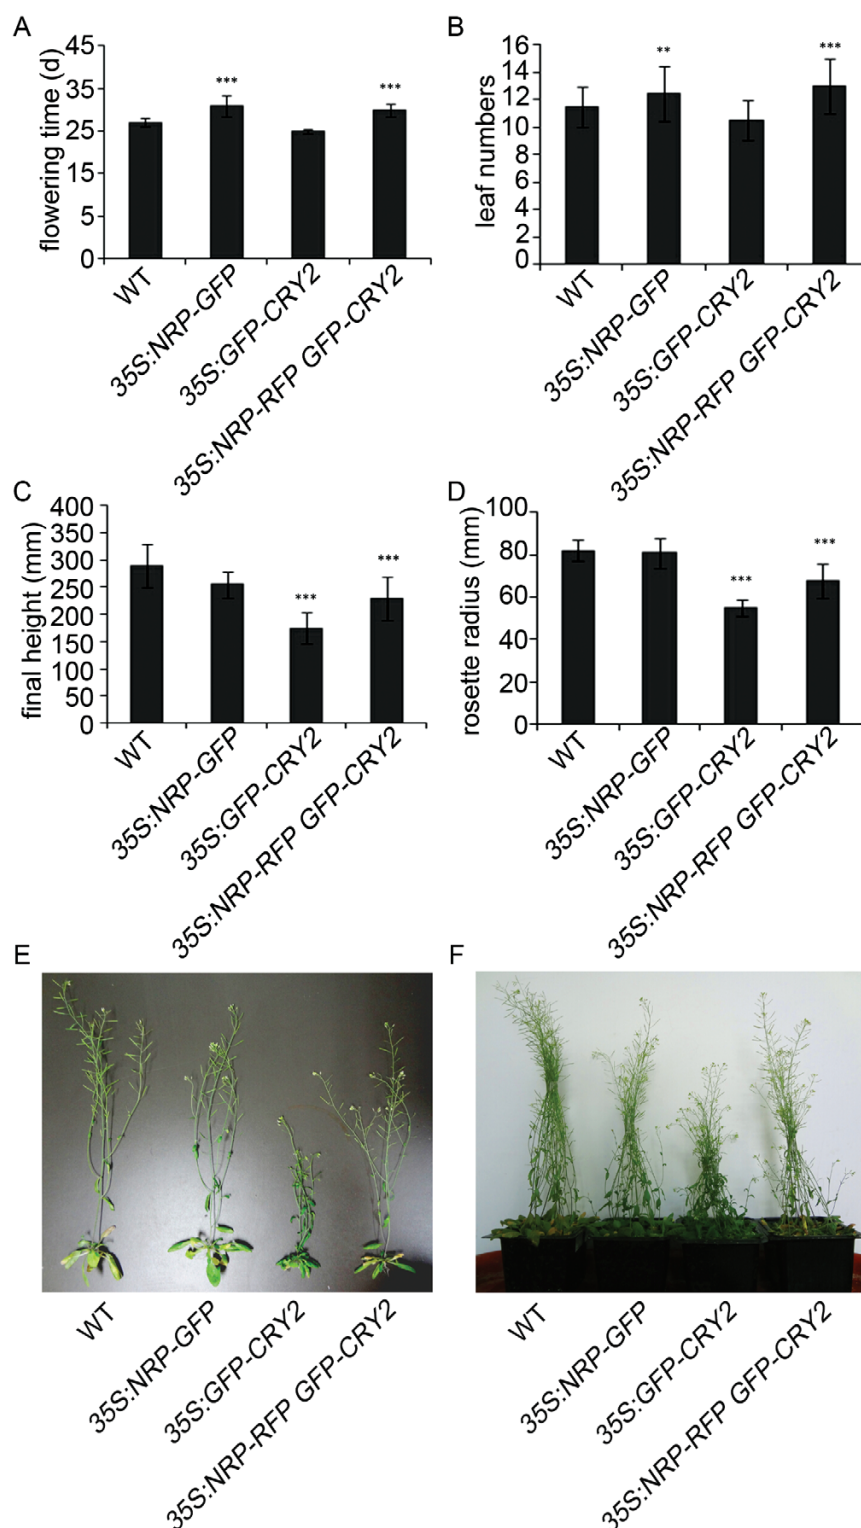 A
flowering time (d)
45
35
25
15
5
0
***
***
WT
35S:NRP-GFP
35S:GFP-CRY2
35S:NRP-RFP GFP-CRY2
B
leaf numbers
16
14
12
10
8
6
4
2
0
**
***
WT
35S:NRP-GFP
35S:GFP-CRY2
35S:NRP-RFP GFP-CRY2
C
final height (mm)
400
350
300
250
200
150
100
50
0
***
***
WT
35S:NRP-GFP
35S:GFP-CRY2
35S:NRP-RFP GFP-CRY2
D
rosette radius (mm)
100
80
60
40
20
0
***
***
WT
35S:NRP-GFP
35S:GFP-CRY2
35S:NRP-RFP GFP-CRY2
E
WT
35S:NRP-GFP
35S:GFP-CRY2
35S:NRP-RFP GFP-CRY2
F
WT
35S:NRP-GFP
35S:GFP-CRY2
35S:NRP-RFP GFP-CRY2